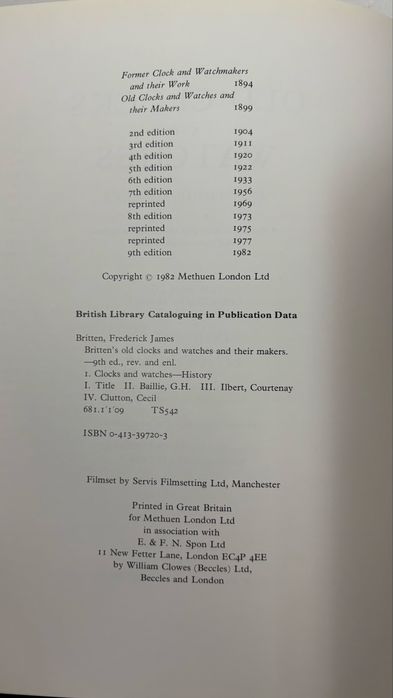 Former Clock and Watchmakers
and their Work 1894
Old Clocks and Watches and
their Makers 1899
2nd edition 1904
3rd edition 1911
4th edition 1920
5th edition 1922
6th edition 1933
7th edition 1956
reprinted 1969
8th edition 1973
reprinted 1975
reprinted 1977
9th edition 1982
Copyright © 1982 Methuen London Ltd
British Library Cataloguing in Publication Data
Britten, Frederick James
Britten's old clocks and watches and their makers.
—9th ed., rev. and enl.
1. Clocks and watches—History
I. Title II. Baillie, G.H. III. Ilbert, Courtenay
IV. Clutton, Cecil
681.1'1'09 TS542
ISBN 0-413-39720-3
Filmset by Servis Filmsetting Ltd, Manchester
Printed in Great Britain
for Methuen London Ltd
in association with
E. & F. N. Spon Ltd
11 New Fetter Lane, London EC4P 4EE
by William Clowes (Beccles) Ltd,
Beccles and London